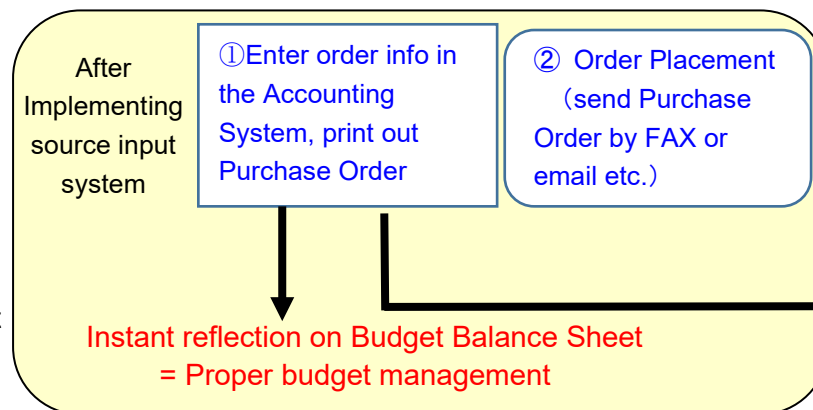 After
Implementing
source input
system
①Enter order info in
the Accounting
System, print out
Purchase Order
② Order Placement
（send Purchase
Order by FAX or
email etc.）
Instant reflection on Budget Balance Sheet
= Proper budget management